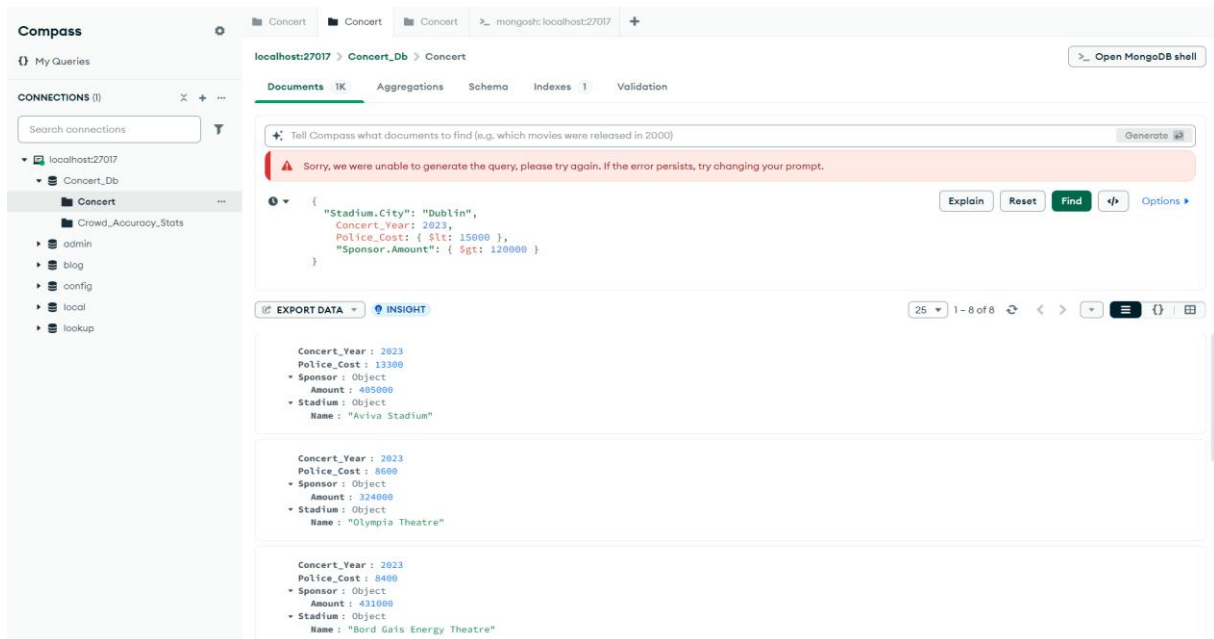 Compass
Concert
Concert
Concert
>_ mongosh: localhost:27017
{} My Queries
localhost:27017 > Concert_Db > Concert
>_ Open MongoDB shell
CONNECTIONS (1)
Documents 1K Aggregations Schema Indexes 1 Validation
Search connections
Tell Compass what documents to find (e.g. which movies were released in 2000)
Generate
Sorry, we were unable to generate the query, please try again. If the error persists, try changing your prompt.
localhost:27017
Concert_Db
Concert
Crowd_Accuracy_Stats
admin
blog
config
local
lookup
{
"Stadium.City": "Dublin",
Concert_Year: 2023,
Police_Cost: { $lt: 15000 },
"Sponsor.Amount": { $gt: 120000 }
}
Explain Reset Find </> Options
EXPORT DATA INSIGHT
25 1 – 8 of 8
{}
Concert_Year : 2023
Police_Cost : 13300
Sponsor : Object
Amount : 405000
Stadium : Object
Name : "Aviva Stadium"
Concert_Year : 2023
Police_Cost : 8600
Sponsor : Object
Amount : 324000
Stadium : Object
Name : "Olympia Theatre"
Concert_Year : 2023
Police_Cost : 8400
Sponsor : Object
Amount : 431000
Stadium : Object
Name : "Bord Gais Energy Theatre"